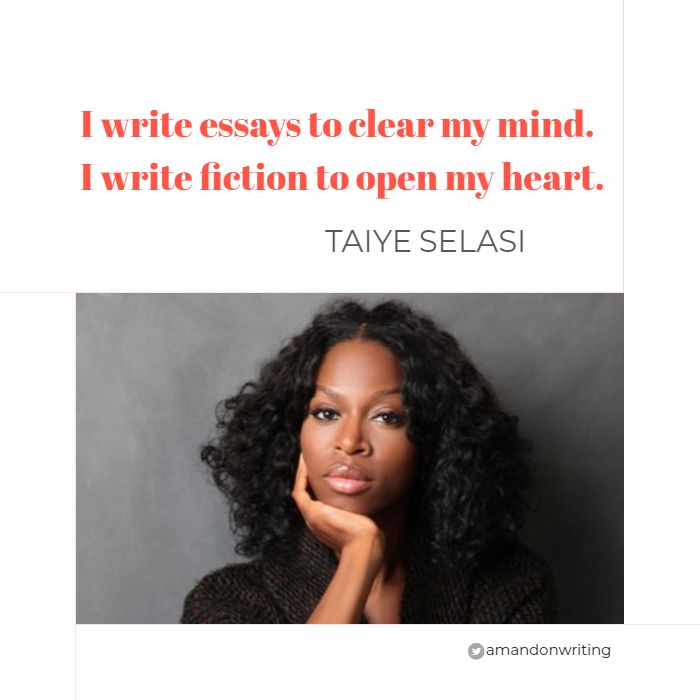 I write essays to clear my mind.
I write fiction to open my heart.
TAIYE SELASI
amandonwriting